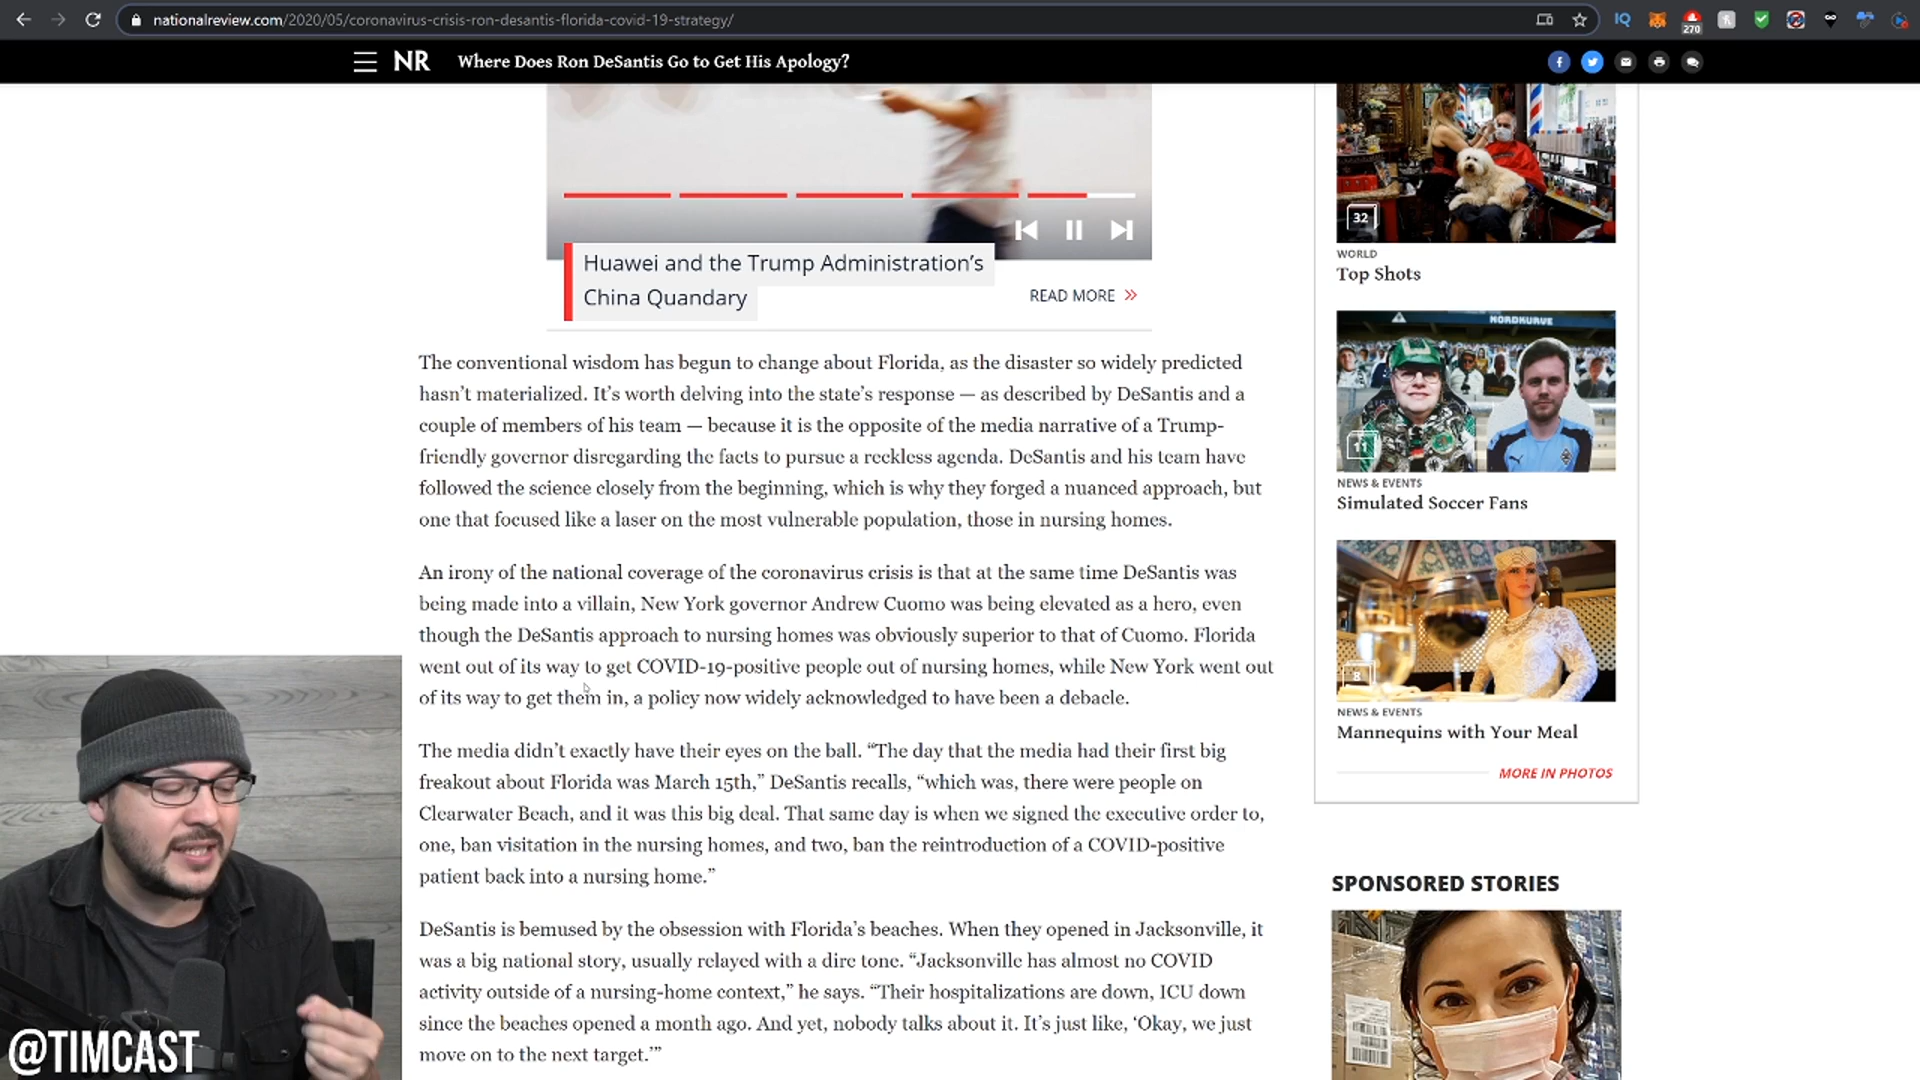 nationalreview.com/2020/05/coronavirus-crisis-ron-desantis-florida-covid-19-strategy/
IQ
270
NR
Where Does Ron DeSantis Go to Get His Apology?
Huawei and the Trump Administration’s
China Quandary
READ MORE »
The conventional wisdom has begun to change about Florida, as the disaster so widely predicted
hasn’t materialized. It’s worth delving into the state’s response — as described by DeSantis and a
couple of members of his team — because it is the opposite of the media narrative of a Trump-
friendly governor disregarding the facts to pursue a reckless agenda. DeSantis and his team have
followed the science closely from the beginning, which is why they forged a nuanced approach, but
one that focused like a laser on the most vulnerable population, those in nursing homes.
An irony of the national coverage of the coronavirus crisis is that at the same time DeSantis was
being made into a villain, New York governor Andrew Cuomo was being elevated as a hero, even
though the DeSantis approach to nursing homes was obviously superior to that of Cuomo. Florida
went out of its way to get COVID-19-positive people out of nursing homes, while New York went out
of its way to get them in, a policy now widely acknowledged to have been a debacle.
The media didn’t exactly have their eyes on the ball. “The day that the media had their first big
freakout about Florida was March 15th,” DeSantis recalls, “which was, there were people on
Clearwater Beach, and it was this big deal. That same day is when we signed the executive order to,
one, ban visitation in the nursing homes, and two, ban the reintroduction of a COVID-positive
patient back into a nursing home.”
DeSantis is bemused by the obsession with Florida’s beaches. When they opened in Jacksonville, it
was a big national story, usually relayed with a dire tone. “Jacksonville has almost no COVID
activity outside of a nursing-home context,” he says. “Their hospitalizations are down, ICU down
since the beaches opened a month ago. And yet, nobody talks about it. It’s just like, ‘Okay, we just
move on to the next target.’”
32
WORLD
Top Shots
NORDKURVE
11
NEWS & EVENTS
Simulated Soccer Fans
8
NEWS & EVENTS
Mannequins with Your Meal
MORE IN PHOTOS
SPONSORED STORIES
@TIMCAST